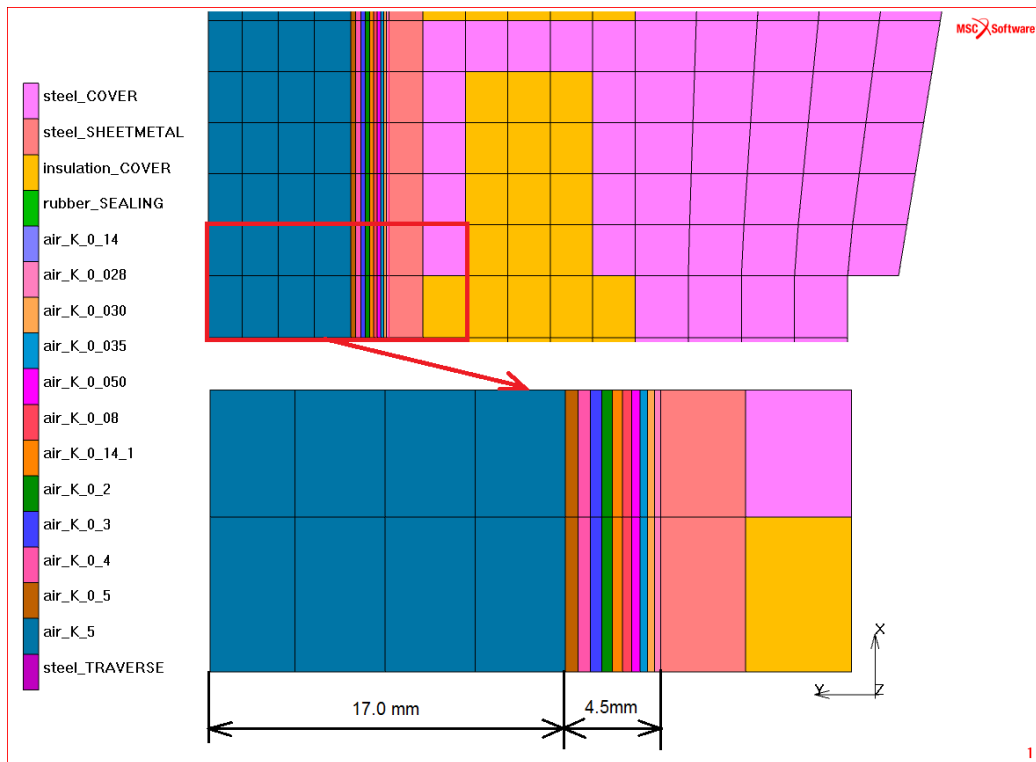 MSC Software
steel_COVER
steel_SHEETMETAL
insulation_COVER
rubber_SEALING
air_K_0_14
air_K_0_028
air_K_0_030
air_K_0_035
air_K_0_050
air_K_0_08
air_K_0_14_1
air_K_0_2
air_K_0_3
air_K_0_4
air_K_0_5
air_K_5
steel_TRAVERSE
17.0 mm
4.5mm
X
Y
Z
1